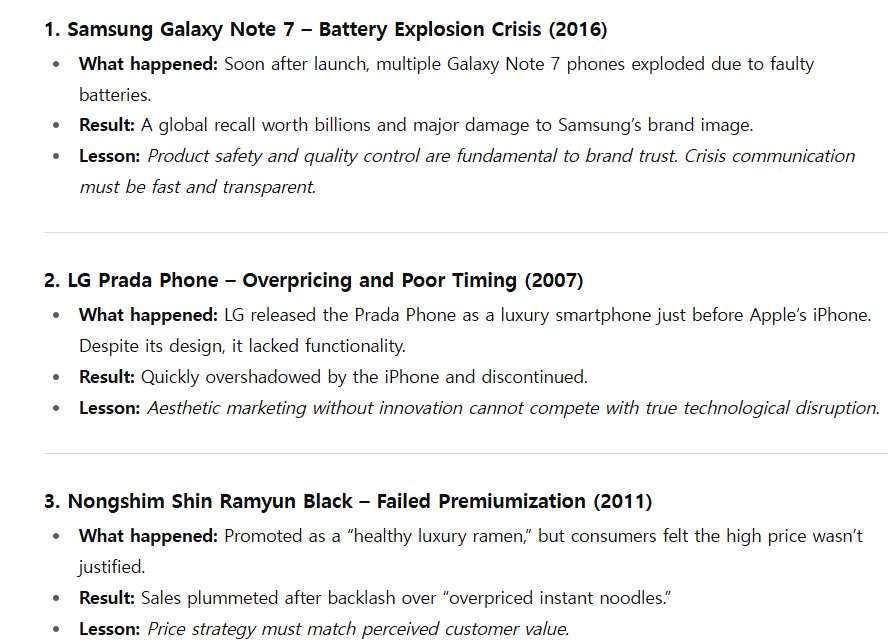 1. Samsung Galaxy Note 7 – Battery Explosion Crisis (2016)
• What happened: Soon after launch, multiple Galaxy Note 7 phones exploded due to faulty
batteries.
• Result: A global recall worth billions and major damage to Samsung’s brand image.
• Lesson: Product safety and quality control are fundamental to brand trust. Crisis communication
must be fast and transparent.
2. LG Prada Phone – Overpricing and Poor Timing (2007)
• What happened: LG released the Prada Phone as a luxury smartphone just before Apple’s iPhone.
Despite its design, it lacked functionality.
• Result: Quickly overshadowed by the iPhone and discontinued.
• Lesson: Aesthetic marketing without innovation cannot compete with true technological disruption.
3. Nongshim Shin Ramyun Black – Failed Premiumization (2011)
• What happened: Promoted as a “healthy luxury ramen,” but consumers felt the high price wasn’t
justified.
• Result: Sales plummeted after backlash over “overpriced instant noodles.”
• Lesson: Price strategy must match perceived customer value.